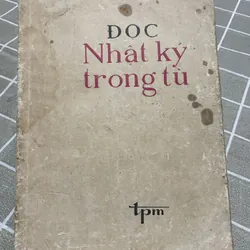 ĐỌC
Nhật ký
trong tù
tpm